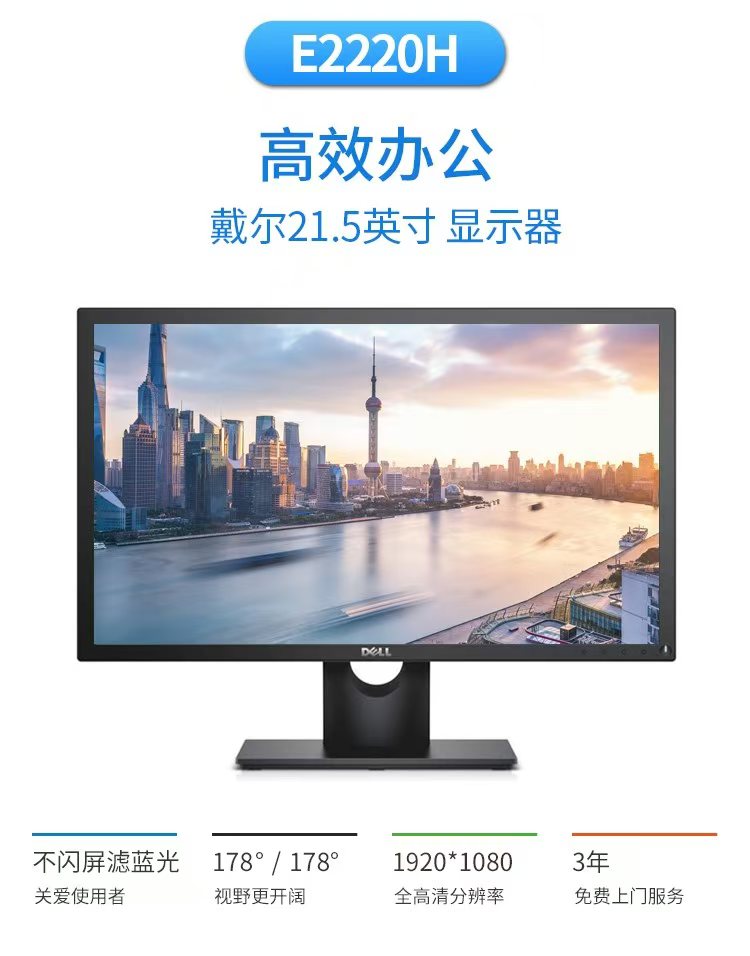 E2220H
高效办公
戴尔21.5英寸 显示器
DELL
不闪屏滤蓝光
关爱使用者
178° / 178°
视野更开阔
1920*1080
全高清分辨率
3年
免费上门服务